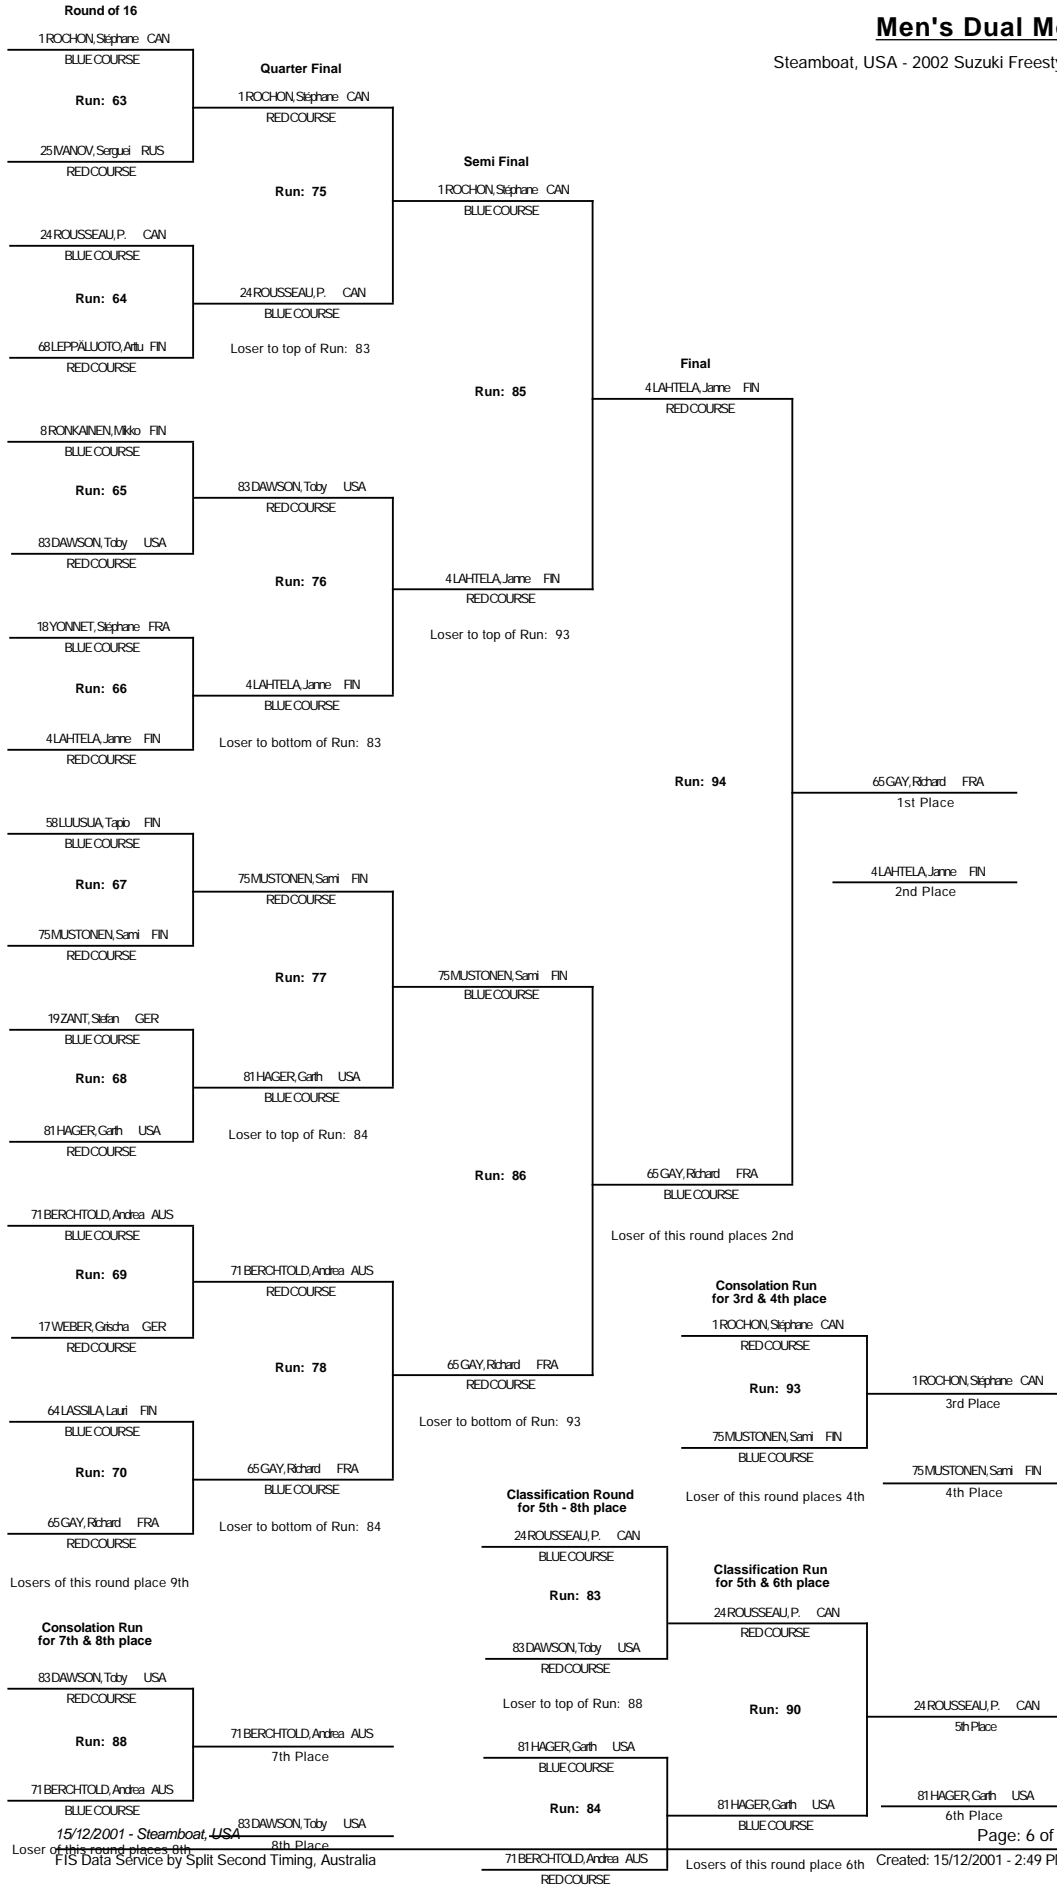 Round of 16
Men's Dual Mo
Steamboat, USA - 2002 Suzuki Freesty
1 ROCHON, Stéphane CAN
BLUE COURSE
Run: 63
25 IVANOV, Serguei RUS
RED COURSE
24 ROUSSEAU, P. CAN
BLUE COURSE
Run: 64
68 LEPPÄLUOTO, Arttu FIN
RED COURSE
8 RONKAINEN, Mikko FIN
BLUE COURSE
Run: 65
83 DAWSON, Toby USA
RED COURSE
18 YONNET, Stéphane FRA
BLUE COURSE
Run: 66
4 LAHTELA, Janne FIN
RED COURSE
58 LUUSUA, Tapio FIN
BLUE COURSE
Run: 67
75 MUSTONEN, Sami FIN
RED COURSE
19 ZANT, Stefan GER
BLUE COURSE
Run: 68
81 HAGER, Garth USA
RED COURSE
71 BERCHTOLD, Andrea AUS
BLUE COURSE
Run: 69
17 WEBER, Grischa GER
RED COURSE
64 LASSILA, Lauri FIN
BLUE COURSE
Run: 70
65 GAY, Richard FRA
RED COURSE
Losers of this round place 9th
Quarter Final
1 ROCHON, Stéphane CAN
RED COURSE
Run: 75
24 ROUSSEAU, P. CAN
BLUE COURSE
Loser to top of Run: 83
83 DAWSON, Toby USA
RED COURSE
Run: 76
4 LAHTELA, Janne FIN
BLUE COURSE
Loser to bottom of Run: 83
75 MUSTONEN, Sami FIN
RED COURSE
Run: 77
81 HAGER, Garth USA
BLUE COURSE
Loser to top of Run: 84
71 BERCHTOLD, Andrea AUS
RED COURSE
Run: 78
65 GAY, Richard FRA
BLUE COURSE
Loser to bottom of Run: 84
Semi Final
1 ROCHON, Stéphane CAN
BLUE COURSE
Run: 85
4 LAHTELA, Janne FIN
RED COURSE
Loser to top of Run: 93
75 MUSTONEN, Sami FIN
BLUE COURSE
Run: 86
65 GAY, Richard FRA
RED COURSE
Loser to bottom of Run: 93
Final
4 LAHTELA, Janne FIN
RED COURSE
Run: 94
65 GAY, Richard FRA
BLUE COURSE
Loser of this round places 2nd
65 GAY, Richard FRA
1st Place
4 LAHTELA, Janne FIN
2nd Place
Consolation Run
for 3rd & 4th place
1 ROCHON, Stéphane CAN
RED COURSE
Run: 93
75 MUSTONEN, Sami FIN
BLUE COURSE
Loser of this round places 4th
1 ROCHON, Stéphane CAN
3rd Place
75 MUSTONEN, Sami FIN
4th Place
Classification Round
for 5th - 8th place
24 ROUSSEAU, P. CAN
BLUE COURSE
Run: 83
83 DAWSON, Toby USA
RED COURSE
Loser to top of Run: 88
81 HAGER, Garth USA
BLUE COURSE
Run: 84
71 BERCHTOLD, Andrea AUS
RED COURSE
Classification Run
for 5th & 6th place
24 ROUSSEAU, P. CAN
RED COURSE
Run: 90
81 HAGER, Garth USA
BLUE COURSE
Losers of this round place 6th
24 ROUSSEAU, P. CAN
5th Place
81 HAGER, Garth USA
6th Place
Consolation Run
for 7th & 8th place
83 DAWSON, Toby USA
RED COURSE
Run: 88
71 BERCHTOLD, Andrea AUS
BLUE COURSE
Loser of this round places 8th
71 BERCHTOLD, Andrea AUS
7th Place
83 DAWSON, Toby USA
8th Place
15/12/2001 - Steamboat, USA
Page: 6 of
FIS Data Service by Split Second Timing, Australia
Created: 15/12/2001 - 2:49 P